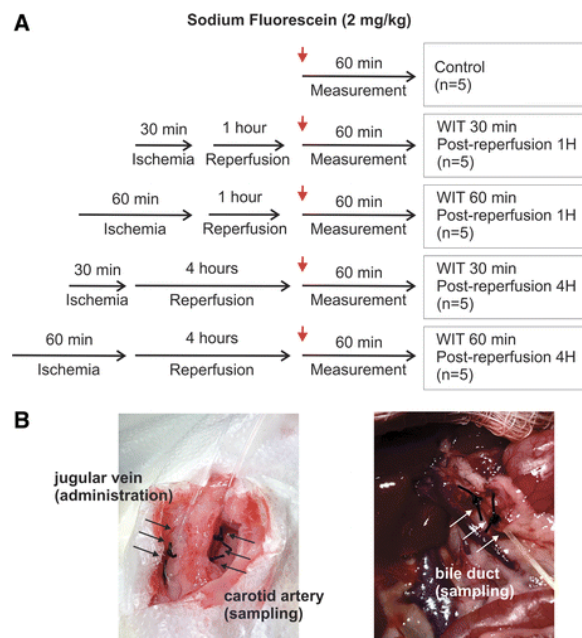 A
Sodium Fluorescein (2 mg/kg)
60 min
Measurement
Control
(n=5)
30 min
Ischemia
1 hour
Reperfusion
60 min
Measurement
WIT 30 min
Post-reperfusion 1H
(n=5)
60 min
Ischemia
1 hour
Reperfusion
60 min
Measurement
WIT 60 min
Post-reperfusion 1H
(n=5)
30 min
Ischemia
4 hours
Reperfusion
60 min
Measurement
WIT 30 min
Post-reperfusion 4H
(n=5)
60 min
Ischemia
4 hours
Reperfusion
60 min
Measurement
WIT 60 min
Post-reperfusion 4H
(n=5)
B
jugular vein
(administration)
carotid artery
(sampling)
bile duct
(sampling)